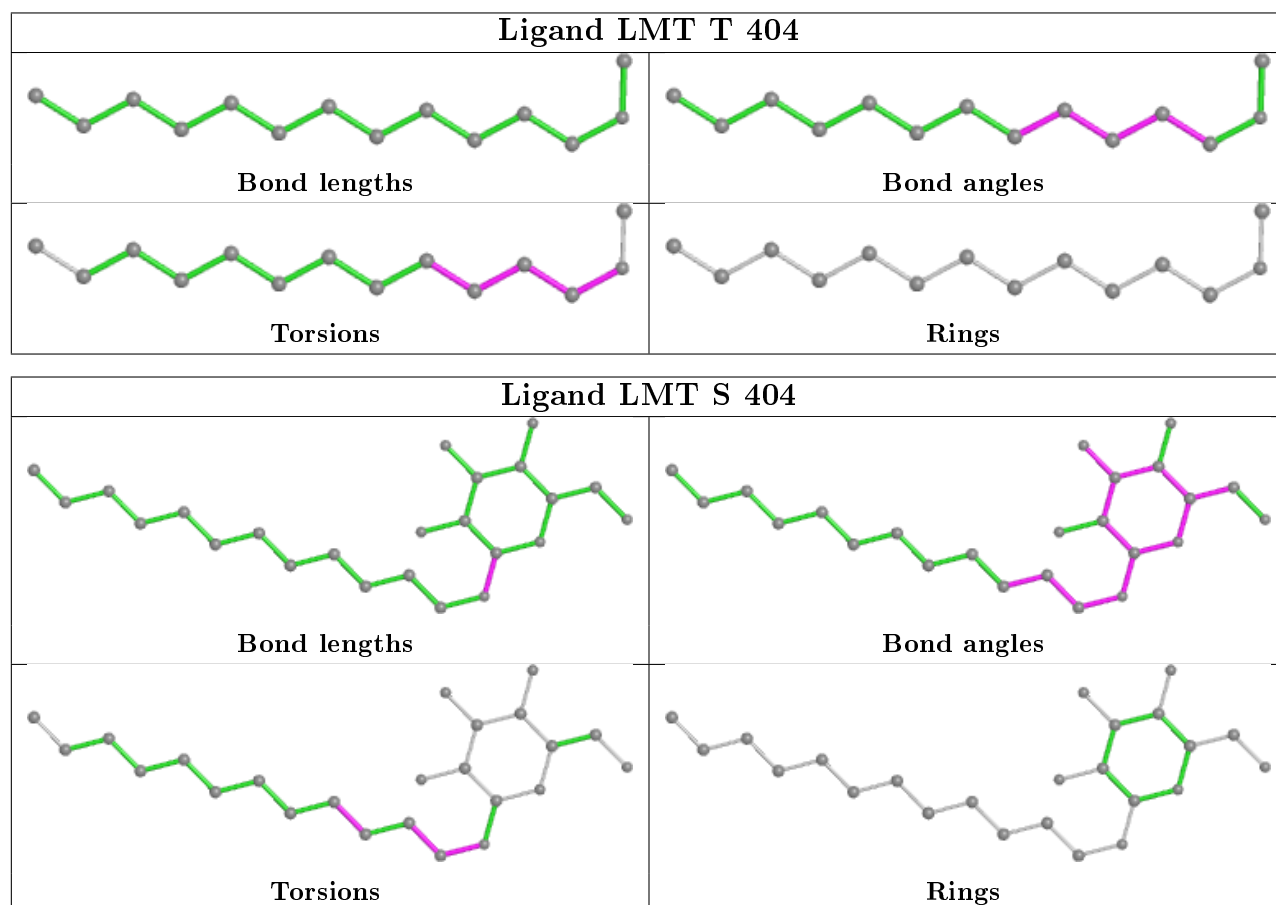 Ligand LMT T 404
Bond lengths
Bond angles
Torsions
Rings
Ligand LMT S 404
Bond lengths
Bond angles
Torsions
Rings